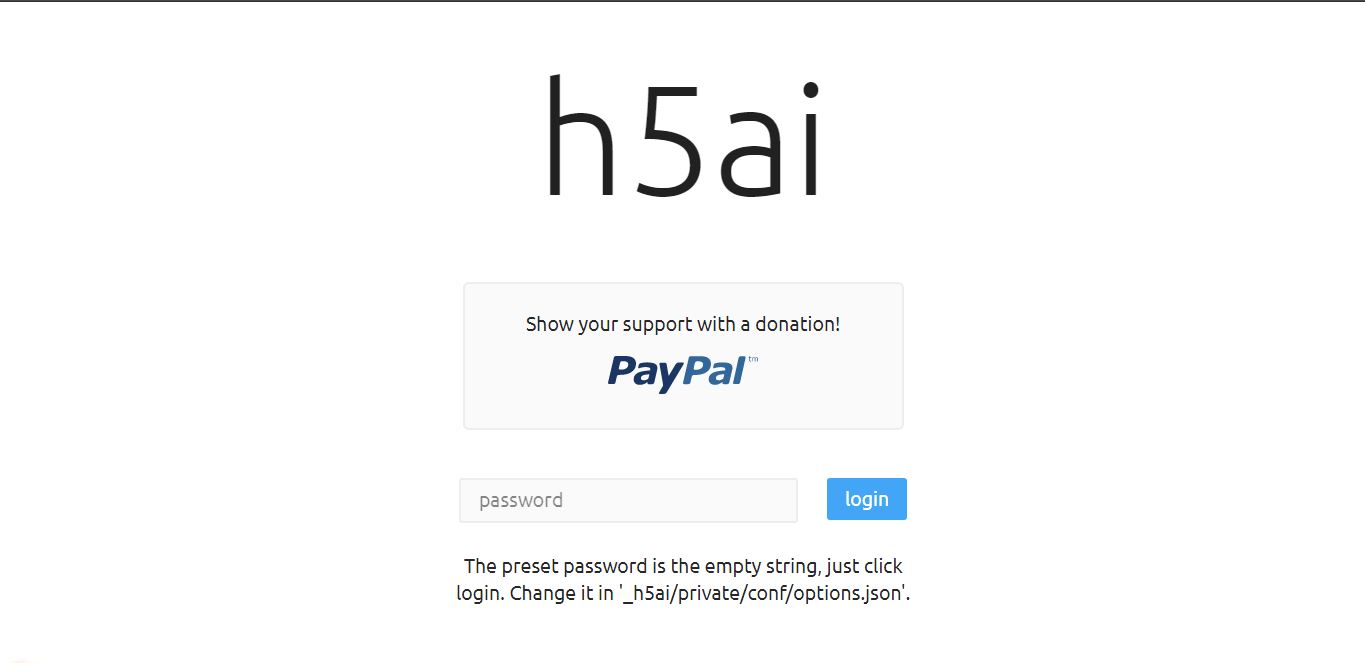 h5ai
Show your support with a donation!
PayPal™
password
login
The preset password is the empty string, just click
login. Change it in '_h5ai/private/conf/options.json'.